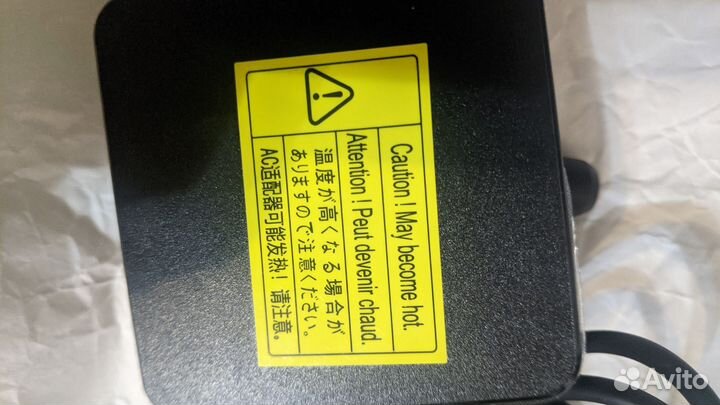 Caution ! May become hot.
Attention ! Peut devenir chaud.
温度が高くなる場合が
ありますので注意ください。
AC适配器可能发热！ 请注意。
Avito